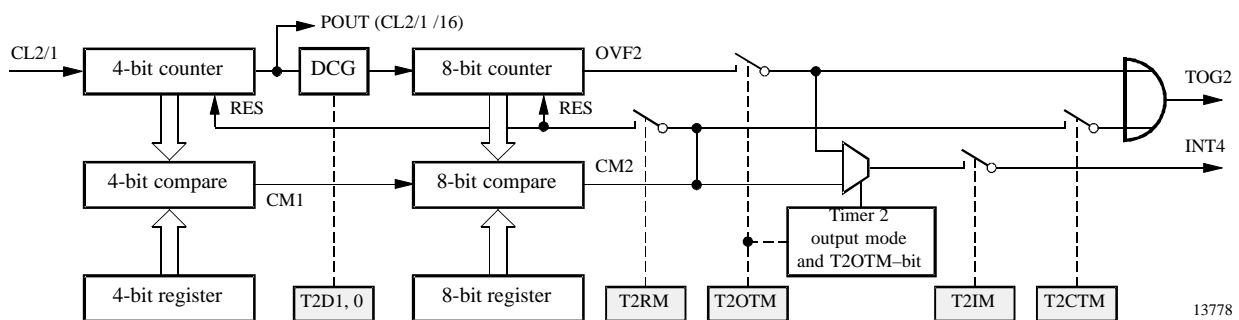 POUT (CL2/1 /16)
CL2/1
4-bit counter
DCG
8-bit counter
OVF2
TOG2
RES
RES
4-bit compare
CM1
8-bit compare
CM2
INT4
Timer 2
output mode
and T2OTM–bit
4-bit register
T2D1, 0
8-bit register
T2RM
T2OTM
T2IM
T2CTM
13778